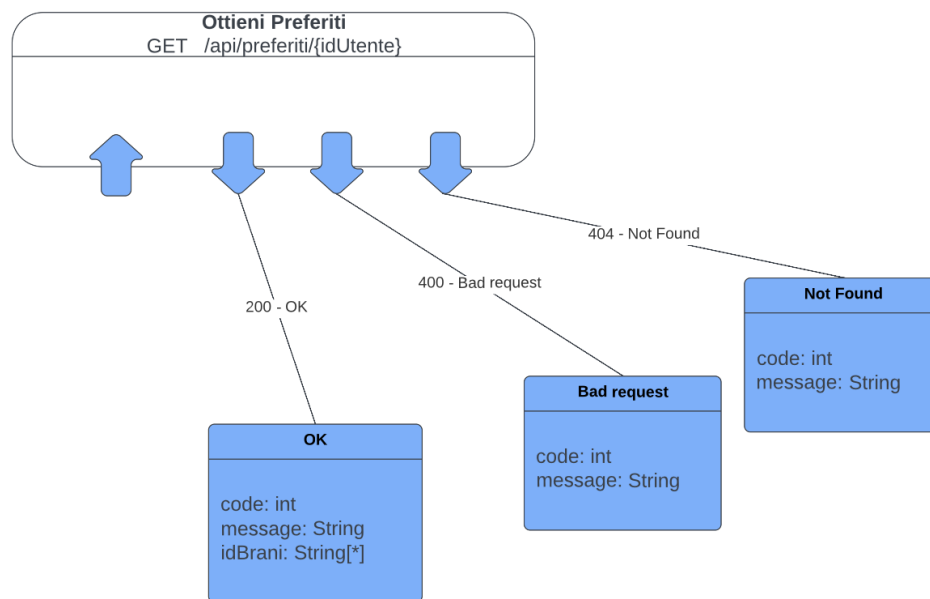 Ottieni Preferiti
GET /api/preferiti/{idUtente}
404 - Not Found
400 - Bad request
200 - OK
Not Found
code: int
message: String
Bad request
code: int
message: String
OK
code: int
message: String
idBrani: String[*]